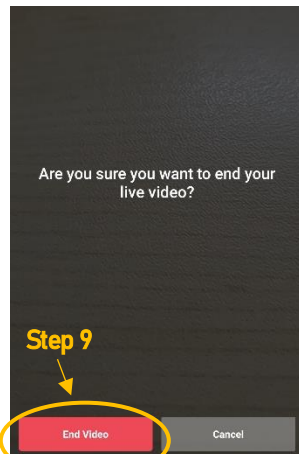 Are you sure you want to end your
live video?
Step 9
End Video
Cancel